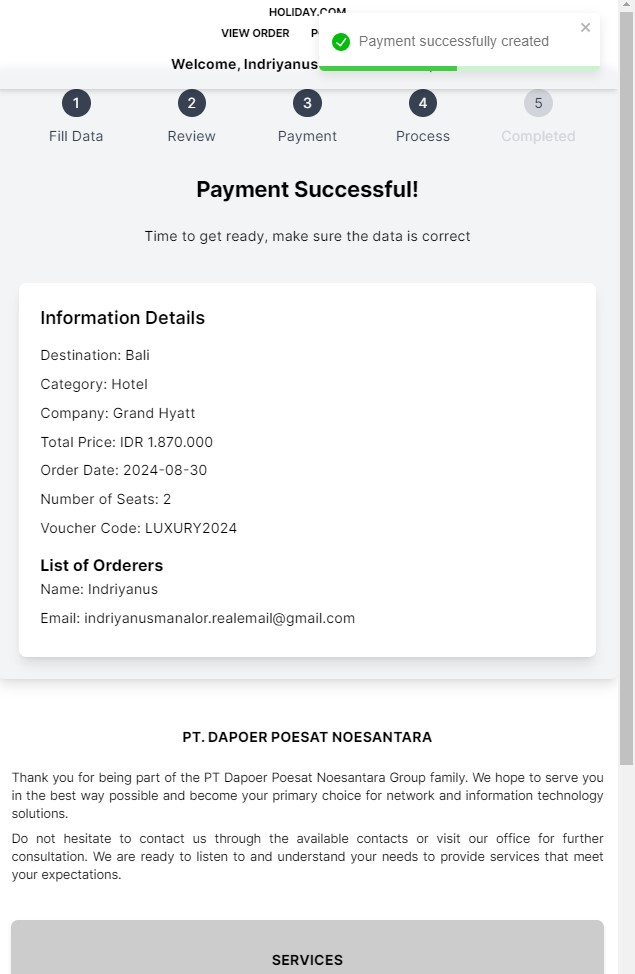 HOLIDAY.COM
VIEW ORDER
Payment successfully created
Welcome, Indriyanus
1
2
3
4
5
Fill Data
Review
Payment
Process
Completed
Payment Successful!
Time to get ready, make sure the data is correct
Information Details
Destination: Bali
Category: Hotel
Company: Grand Hyatt
Total Price: IDR 1.870.000
Order Date: 2024-08-30
Number of Seats: 2
Voucher Code: LUXURY2024
List of Orderers
Name: Indriyanus
Email: indriyanusmanalor.realemail@gmail.com
PT. DAPOER POESAT NOESANTARA
Thank you for being part of the PT Dapoer Poesat Noesantara Group family. We hope to serve you
in the best way possible and become your primary choice for network and information technology
solutions.
Do not hesitate to contact us through the available contacts or visit our office for further
consultation. We are ready to listen to and understand your needs to provide services that meet
your expectations.
SERVICES